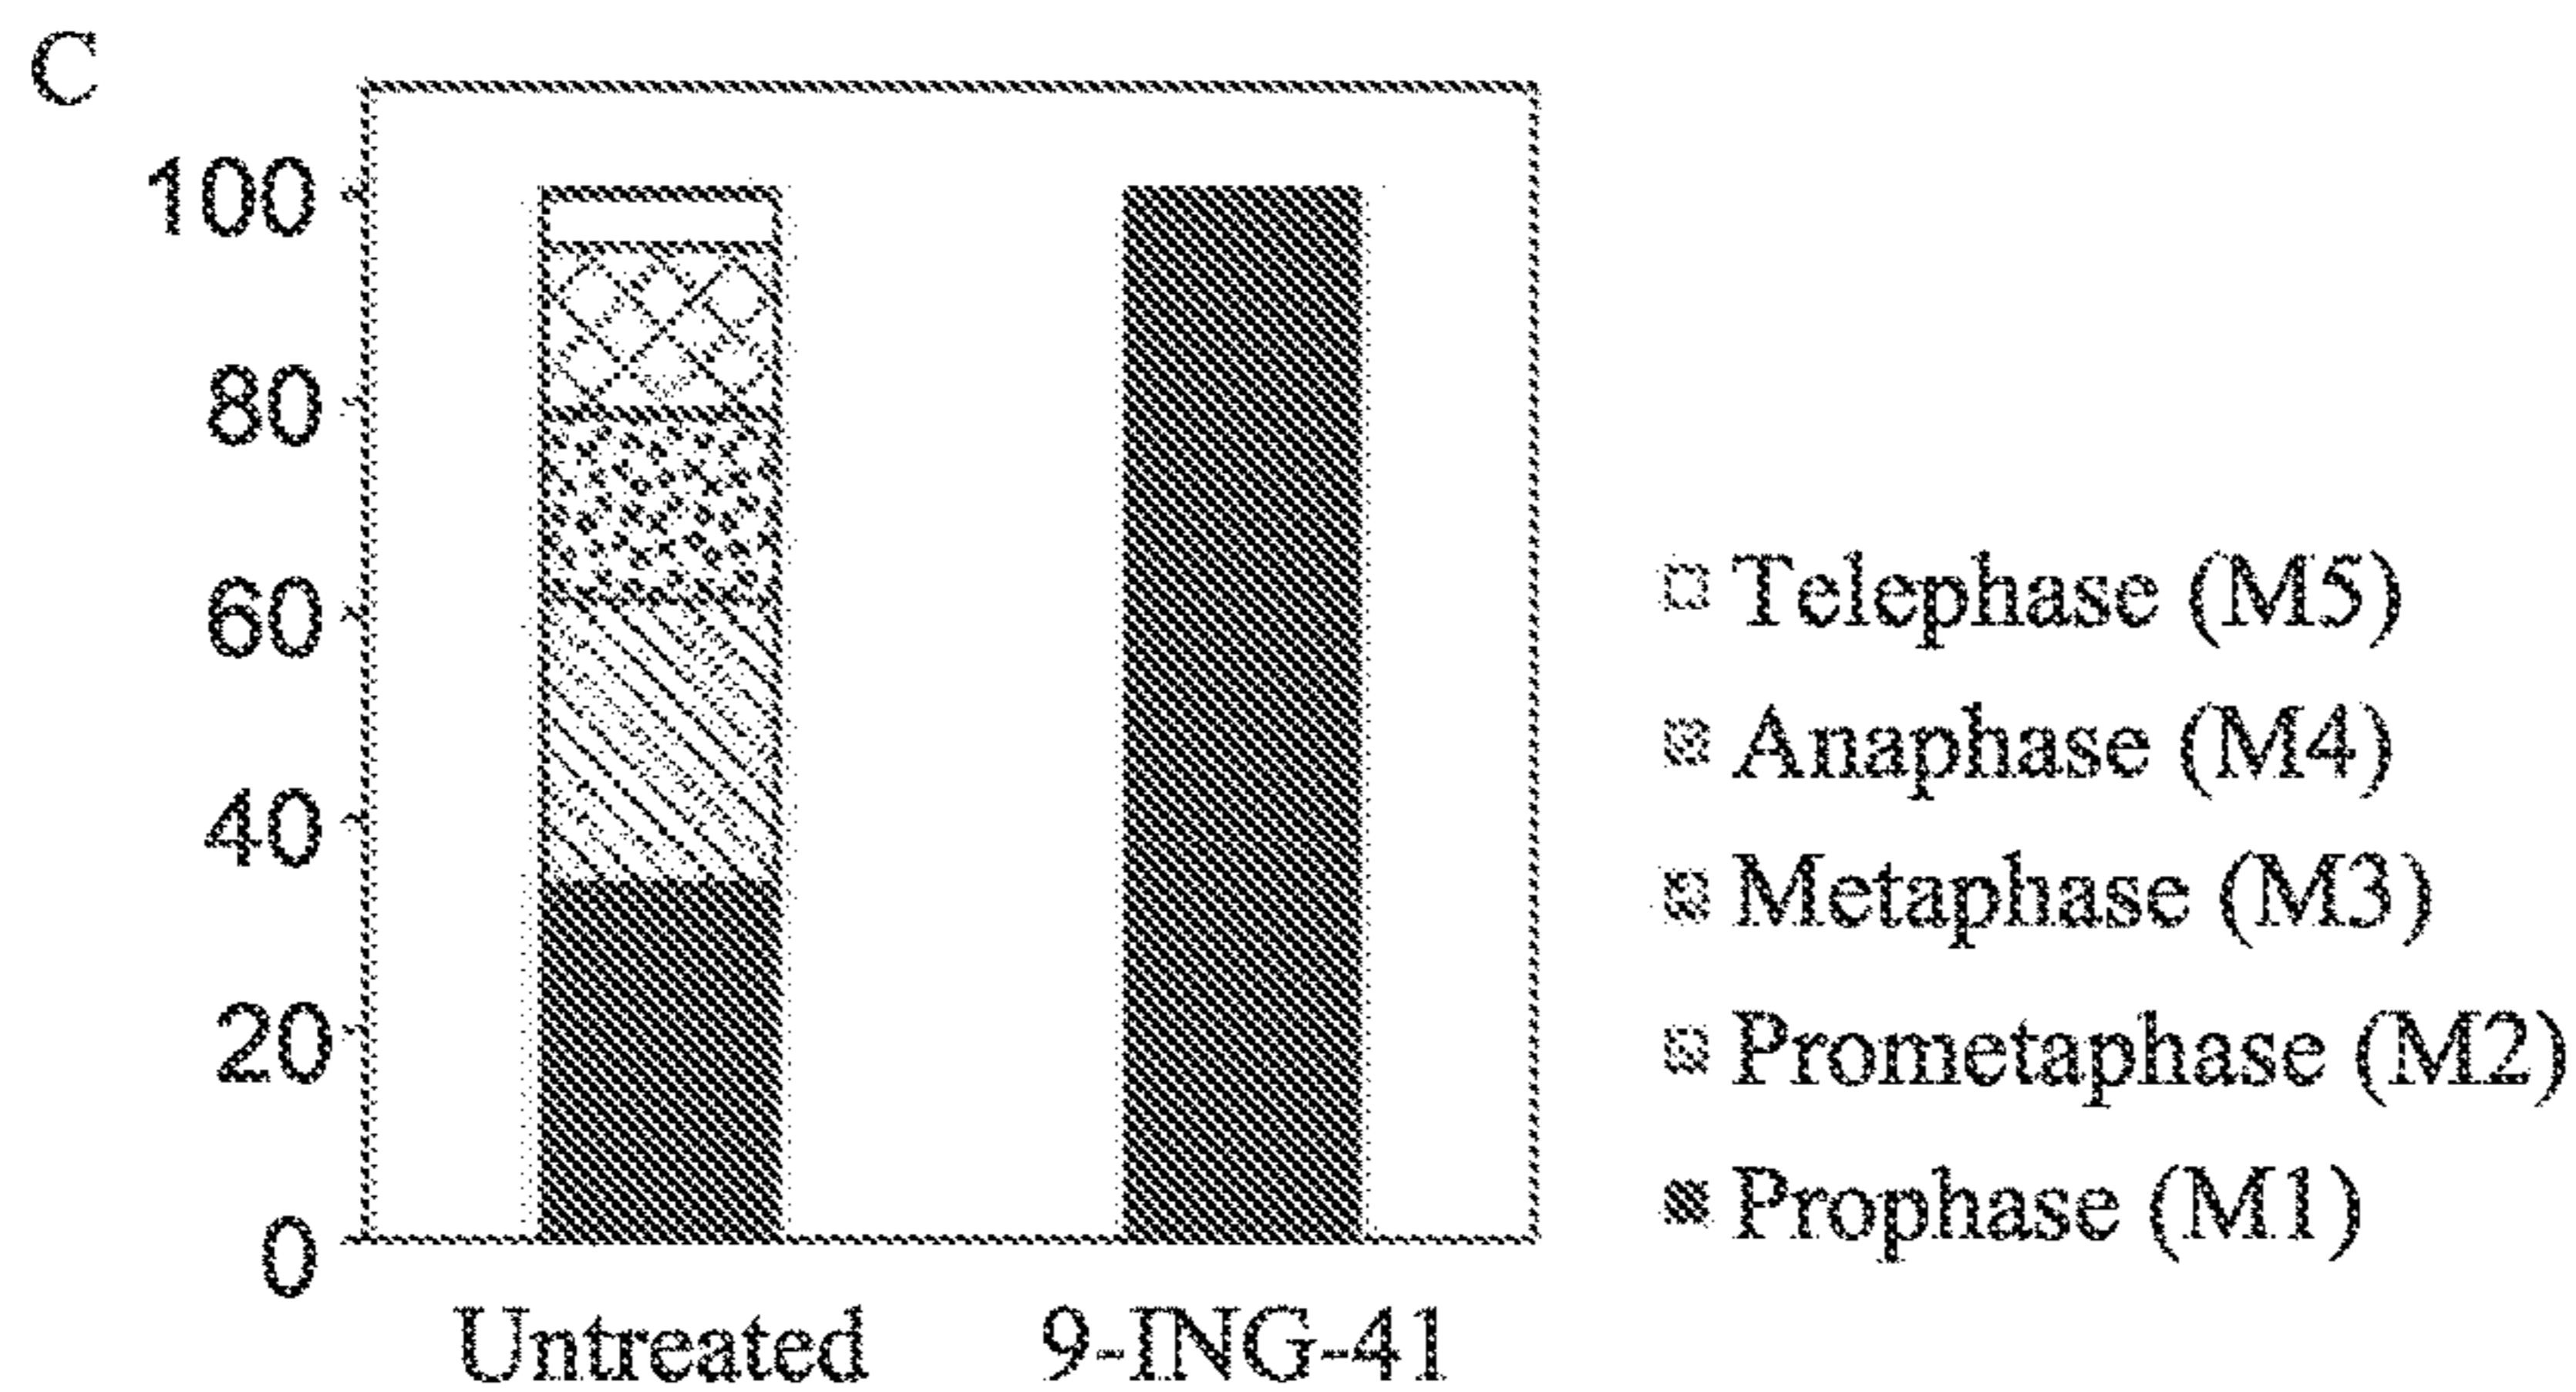 C
100
80
60
40
20
0
Untreated 9-ING-41
Telephase (M5)
Anaphase (M4)
Metaphase (M3)
Prometaphase (M2)
Prophase (M1)